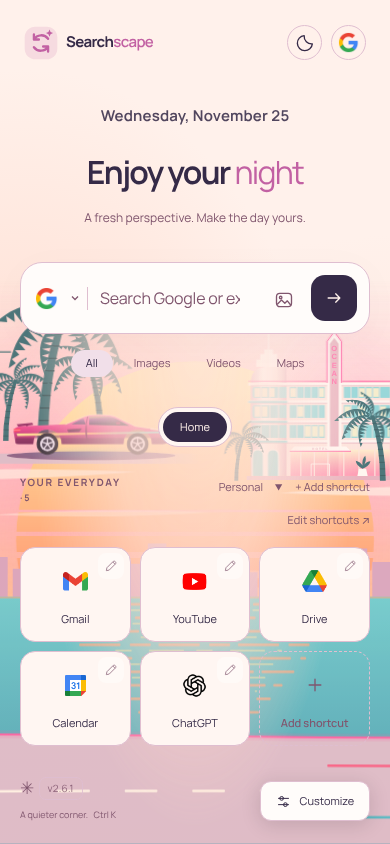 Searchscape
Wednesday, November 25
Enjoy your night
A fresh perspective. Make the day yours.
Search Google or e
All Images Videos Maps
OCEAN
Home
YOUR EVERYDAY
·5
Personal ▼ + Add shortcut
Edit shortcuts ↗
Gmail YouTube Drive
31
Calendar ChatGPT Add shortcut
v2.6.1
A quieter corner. Ctrl K
Customize